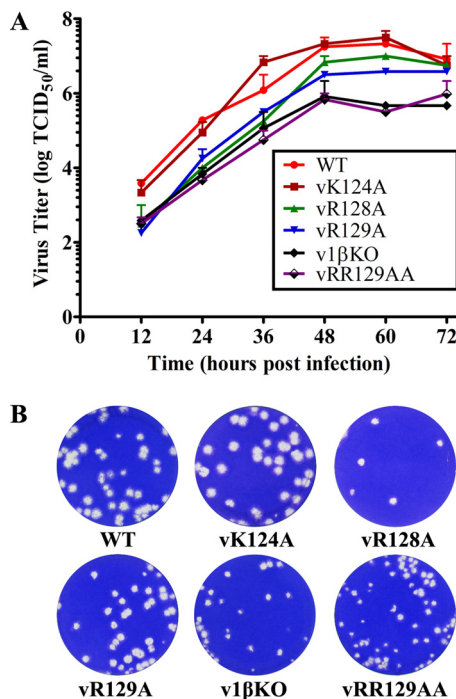 A
Virus Titer (log TCID50/ml)
8
6
4
2
0
WT
vK124A
vR128A
vR129A
v1βKO
vRR129AA
0 12 24 36 48 60 72
Time (hours post infection)
B
WT vK124A vR128A
vR129A v1βKO vRR129AA